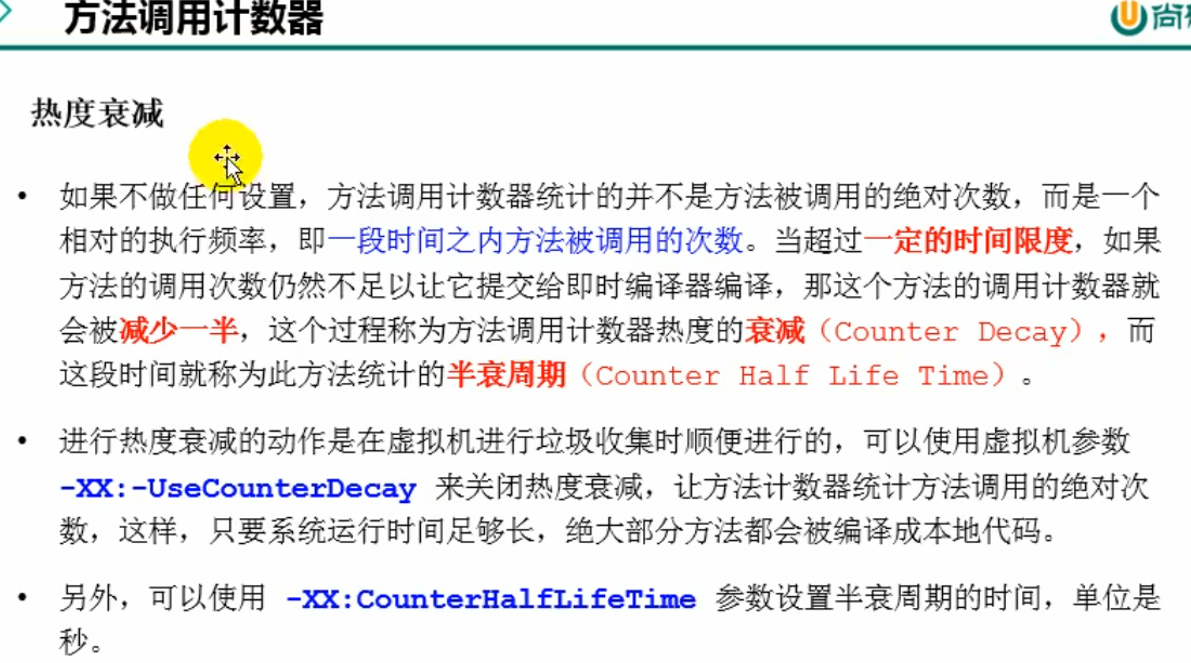 方法调用计数器
尚
热度衰减
• 如果不做任何设置，方法调用计数器统计的并不是方法被调用的绝对次数，而是一个
相对的执行频率，即一段时间之内方法被调用的次数。当超过一定的时间限度，如果
方法的调用次数仍然不足以让它提交给即时编译器编译，那这个方法的调用计数器就
会被减少一半，这个过程称为方法调用计数器热度的衰减（Counter Decay），而
这段时间就称为此方法统计的半衰周期（Counter Half Life Time）。
• 进行热度衰减的动作是在虚拟机进行垃圾收集时顺便进行的，可以使用虚拟机参数
-XX:-UseCounterDecay 来关闭热度衰减，让方法计数器统计方法调用的绝对次
数，这样，只要系统运行时间足够长，绝大部分方法都会被编译成本地代码。
• 另外，可以使用 -XX:CounterHalfLifeTime 参数设置半衰周期的时间，单位是
秒。